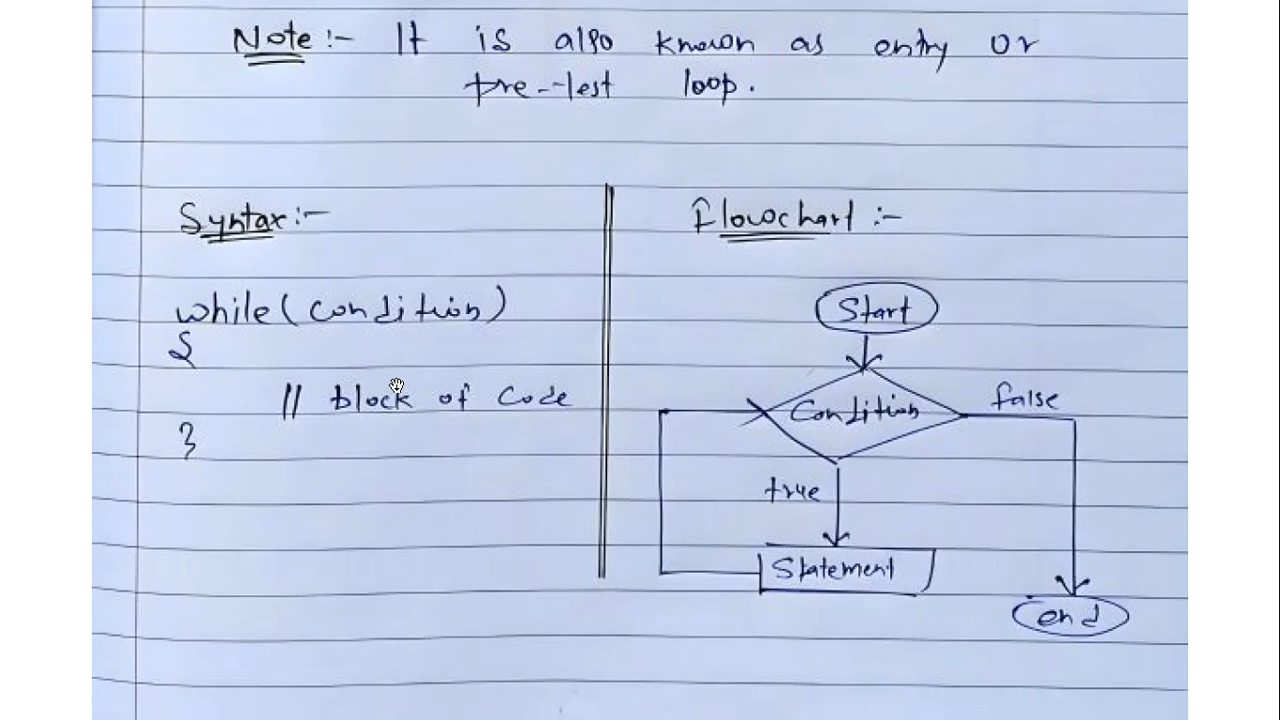 Note :- It is also known as entry or
pre-test loop.
Syntax :-
while (condition)
{
// block of code
}
Flowchart :-
Start
Condition
false
true
Statement
end